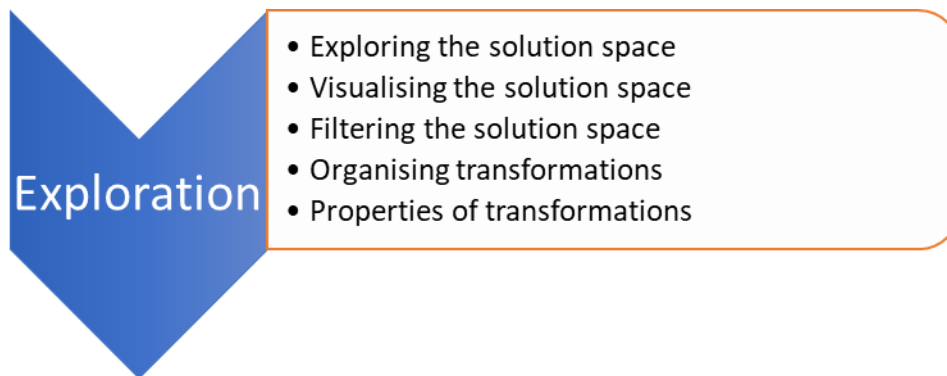 Exploration
• Exploring the solution space
• Visualising the solution space
• Filtering the solution space
• Organising transformations
• Properties of transformations